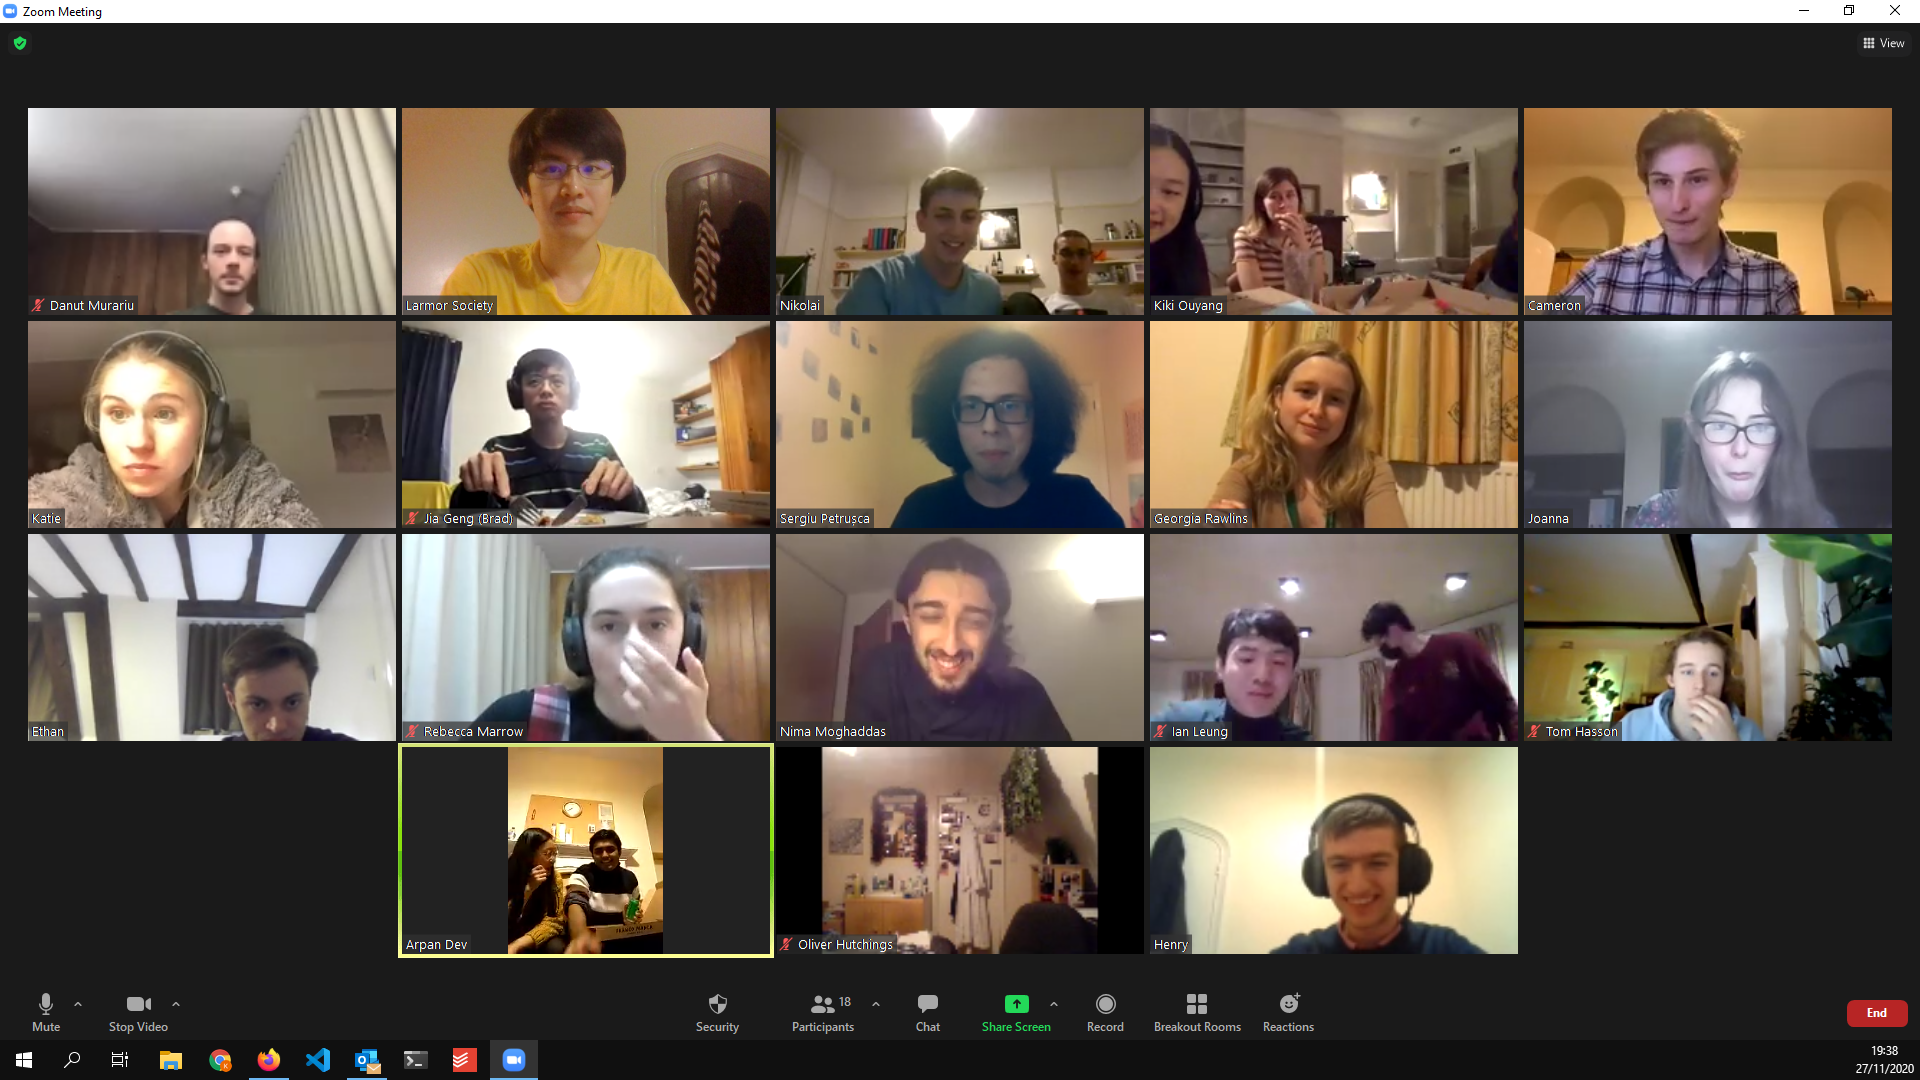 Zoom Meeting
View
Danut Murariu
Larmor Society
Nikolai
Kiki Ouyang
Cameron
Katie
Jia Geng (Brad)
Sergiu Petrușca
Georgia Rawlins
Joanna
Ethan
Rebecca Marrow
Nima Moghaddas
Ian Leung
Tom Hasson
Arpan Dev
Oliver Hutchings
Henry
Mute
Stop Video
Security
Participants
18
Chat
Share Screen
Record
Breakout Rooms
Reactions
End
19:38
27/11/2020